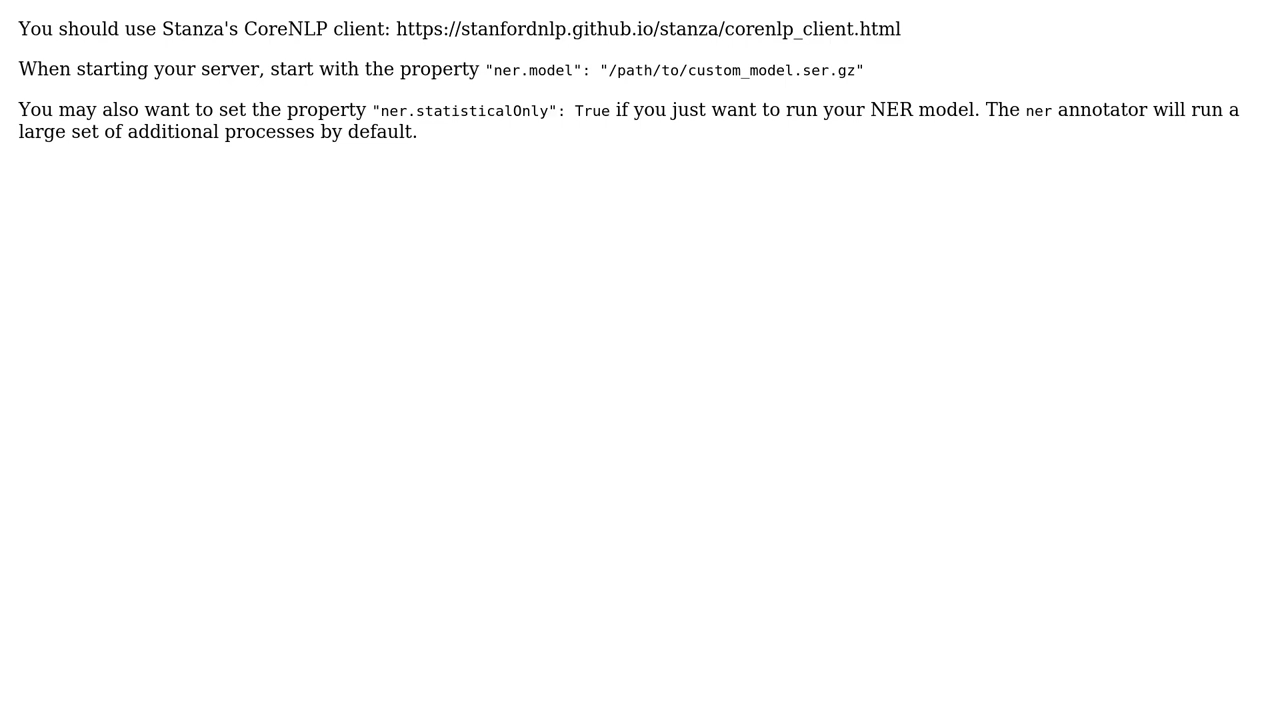 You should use Stanza's CoreNLP client: https://stanfordnlp.github.io/stanza/corenlp_client.html
When starting your server, start with the property "ner.model": "/path/to/custom_model.ser.gz"
You may also want to set the property "ner.statisticalOnly": True if you just want to run your NER model. The ner annotator will run a
large set of additional processes by default.